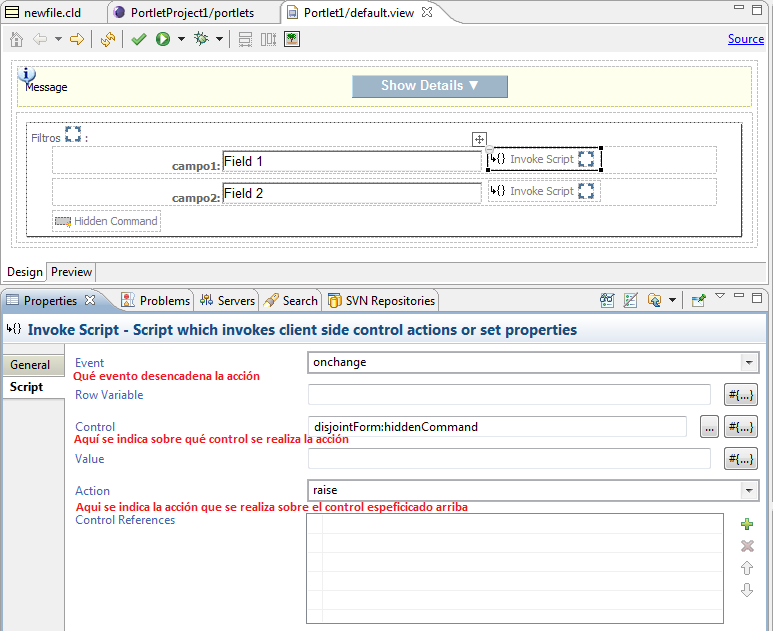 newfile.cld PortletProject1/portlets Portlet1/default.view
Source
Message
Show Details ▼
Filtros :
campo1: Field 1 Invoke Script
campo2: Field 2 Invoke Script
Hidden Command
Design Preview
Properties Problems Servers Search SVN Repositories
Invoke Script - Script which invokes client side control actions or set properties
General
Script
Event onchange
Qué evento desencadena la acción
Row Variable #{...}
Control disjointForm:hiddenCommand ... #{...}
Aquí se indica sobre qué control se realiza la acción
Value #{...}
Action raise
Aqui se indica la acción que se realiza sobre el control espeficicado arriba
Control References